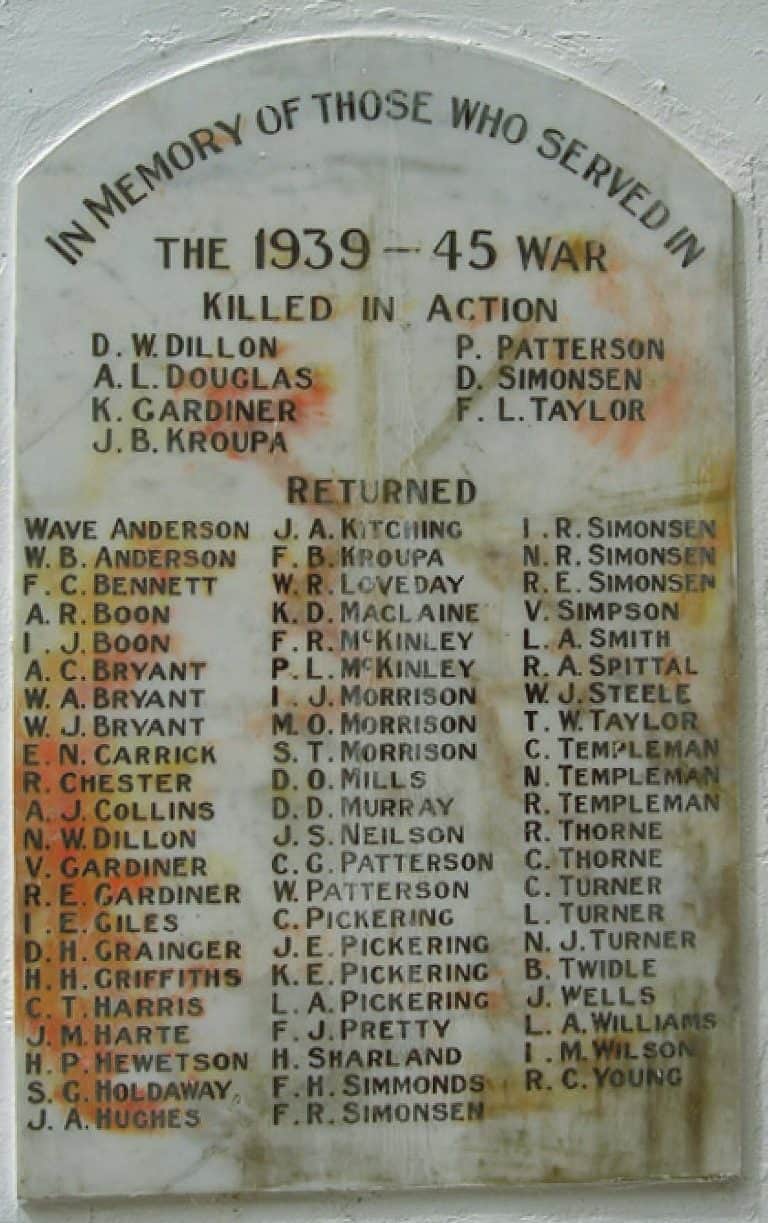 IN MEMORY OF THOSE WHO SERVED IN
THE 1939 – 45 WAR
KILLED IN ACTION
D. W. DILLON
A. L. DOUGLAS
K. GARDINER
J. B. KROUPA
P. PATTERSON
D. SIMONSEN
F. L. TAYLOR
RETURNED
WAVE ANDERSON
W. B. ANDERSON
F. C. BENNETT
A. R. BOON
I. J. BOON
A. C. BRYANT
W. A. BRYANT
W. J. BRYANT
E. N. CARRICK
R. CHESTER
A. J. COLLINS
N. W. DILLON
V. GARDINER
R. E. GARDINER
I. E. GILES
D. H. GRAINGER
H. H. GRIFFITHS
C. T. HARRIS
J. M. HARTE
H. P. HEWETSON
S. G. HOLDAWAY
J. A. HUGHES
J. A. KITCHING
F. B. KROUPA
W. R. LOVEDAY
K. D. MACLAINE
F. R. McKINLEY
P. L. McKINLEY
I. J. MORRISON
M. O. MORRISON
S. T. MORRISON
D. O. MILLS
D. D. MURRAY
J. S. NEILSON
C. G. PATTERSON
W. PATTERSON
C. PICKERING
J. E. PICKERING
K. E. PICKERING
L. A. PICKERING
F. J. PRETTY
H. SHARLAND
F. H. SIMMONDS
F. R. SIMONSEN
I. R. SIMONSEN
N. R. SIMONSEN
R. E. SIMONSEN
V. SIMPSON
L. A. SMITH
R. A. SPITTAL
W. J. STEELE
T. W. TAYLOR
C. TEMPLEMAN
N. TEMPLEMAN
R. TEMPLEMAN
R. THORNE
C. THORNE
C. TURNER
L. TURNER
N. J. TURNER
B. TWIDLE
J. WELLS
L. A. WILLIAMS
I. M. WILSON
R. C. YOUNG